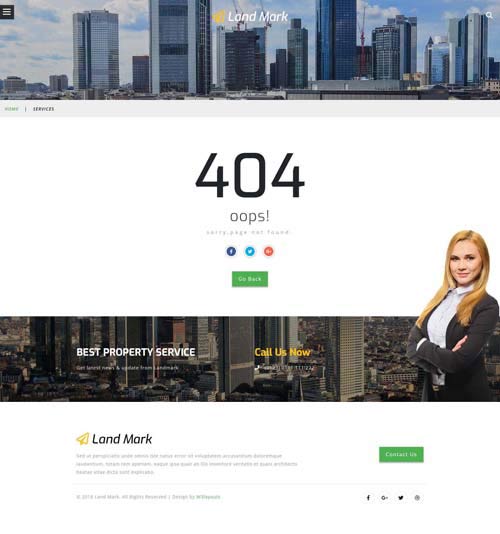 Land Mark
HOME | SERVICES
404
oops!
sorry,page not found.
Go Back
BEST PROPERTY SERVICE
Get latest news & update from Landmark
Call Us Now
Land Mark
Sed ut perspiciatis unde omnis iste natus error sit voluptatem accusantium doloremque
laudantium, totam rem aperiam, eaque ipsa quae ab illo inventore veritatis et quasi architecto
beatae vitae dicta sunt explicabo.
Contact Us
© 2018 Land Mark. All Rights Reserved | Design by W3layouts